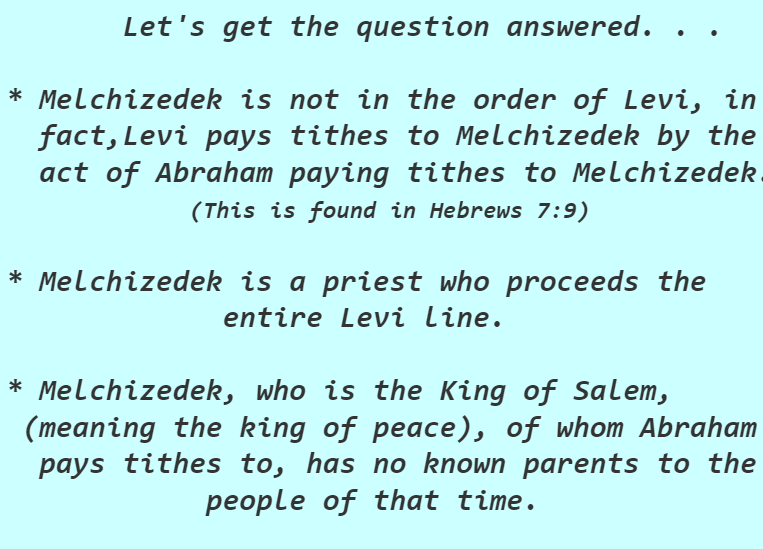 Let's get the question answered. . .
* Melchizedek is not in the order of Levi, in
fact,Levi pays tithes to Melchizedek by the
act of Abraham paying tithes to Melchizedek.
(This is found in Hebrews 7:9)
* Melchizedek is a priest who proceeds the
entire Levi line.
* Melchizedek, who is the King of Salem,
(meaning the king of peace), of whom Abraham
pays tithes to, has no known parents to the
people of that time.